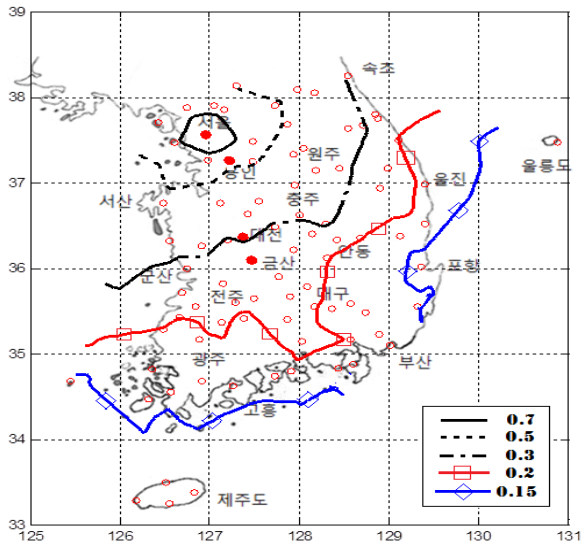 39
속초
38
서울
원주
울릉도
용인
37
충주
서산
울진
대전
안동
금산
포항
36
군산
전주
대구
35
광주
부산
고흥
0.7
0.5
0.3
0.2
0.15
34
제주도
33
125
126
127
128
129
130
131